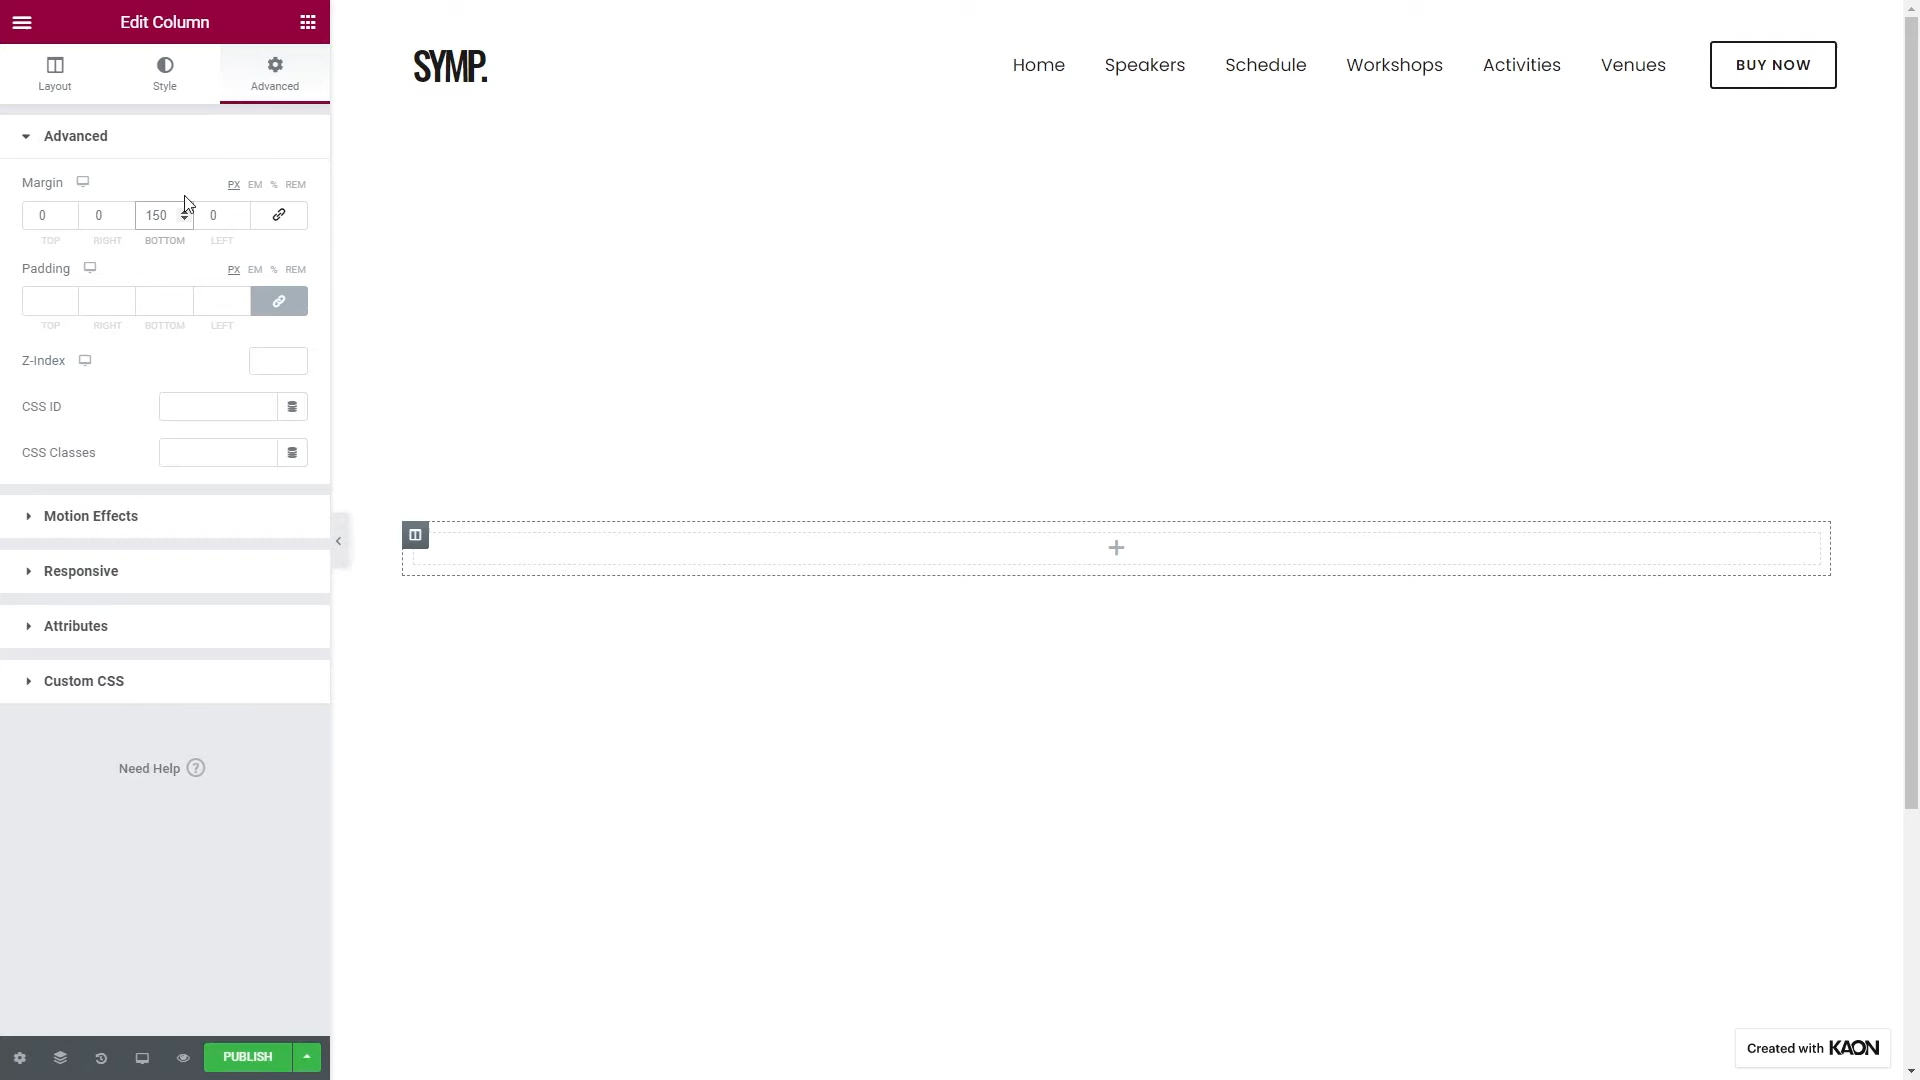 Edit Column
Layout
Style
Advanced
Advanced
Margin
PX EM % REM
0 0 150 0
TOP RIGHT BOTTOM LEFT
Padding
PX EM % REM
TOP RIGHT BOTTOM LEFT
Z-Index
CSS ID
CSS Classes
Motion Effects
Responsive
Attributes
Custom CSS
Need Help ?
PUBLISH
SYMP.
Home Speakers Schedule Workshops Activities Venues
BUY NOW
+
Created with KAON